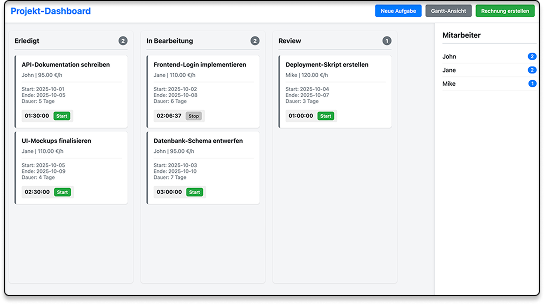 Projekt-Dashboard
Neue Aufgabe
Gantt-Ansicht
Rechnung erstellen
Erledigt 2
API-Dokumentation schreiben
John | 95.00 €/h
Start: 2025-10-01
Ende: 2025-10-05
Dauer: 5 Tage
01:30:00 Start
UI-Mockups finalisieren
Jane | 110.00 €/h
Start: 2025-10-05
Ende: 2025-10-09
Dauer: 4 Tage
02:30:00 Start
In Bearbeitung 2
Frontend-Login implementieren
Jane | 110.00 €/h
Start: 2025-10-02
Ende: 2025-10-08
Dauer: 6 Tage
02:06:37 Stop
Datenbank-Schema entwerfen
John | 95.00 €/h
Start: 2025-10-03
Ende: 2025-10-10
Dauer: 7 Tage
03:00:00 Start
Review 1
Deployment-Skript erstellen
Mike | 120.00 €/h
Start: 2025-10-04
Ende: 2025-10-07
Dauer: 3 Tage
01:00:00 Start
Mitarbeiter
John 2
Jane 2
Mike 1